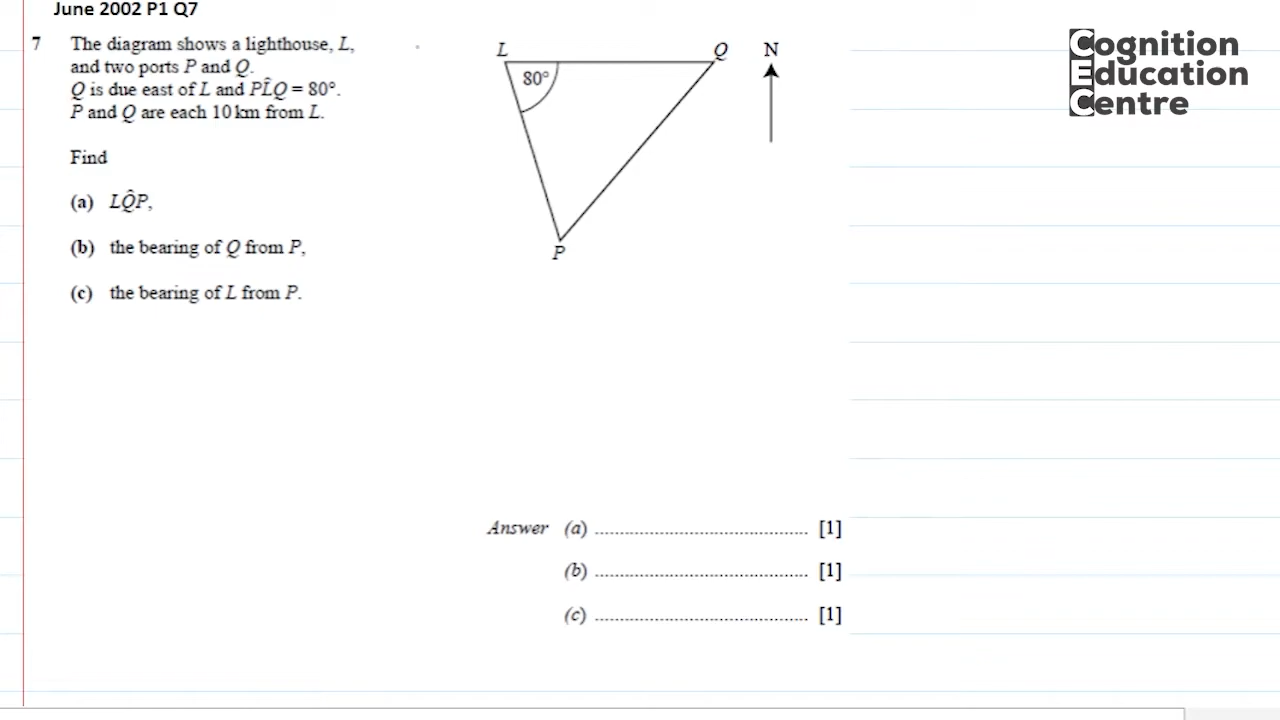 June 2002 P1 Q7
7 The diagram shows a lighthouse, L,
and two ports P and Q.
Q is due east of L and PL̂Q = 80°.
P and Q are each 10 km from L.
Find
(a) LQ̂P,
(b) the bearing of Q from P,
(c) the bearing of L from P.
L
Q
N
80°
P
Cognition
Education
Centre
Answer (a) ................................................ [1]
(b) ................................................ [1]
(c) ................................................ [1]